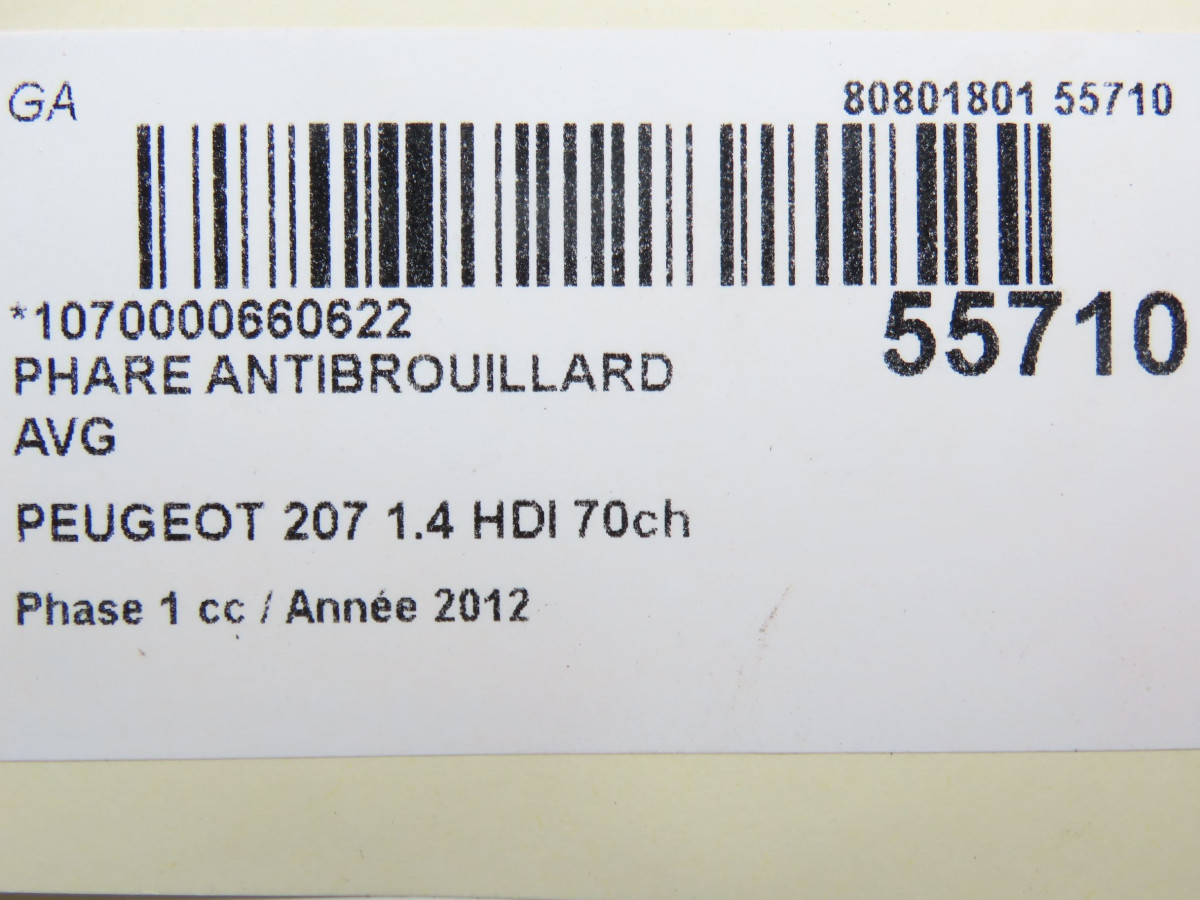 GA
80801801 55710
*1070000660622
55710
PHARE ANTIBROUILLARD
AVG
PEUGEOT 207 1.4 HDI 70ch
Phase 1 cc / Année 2012